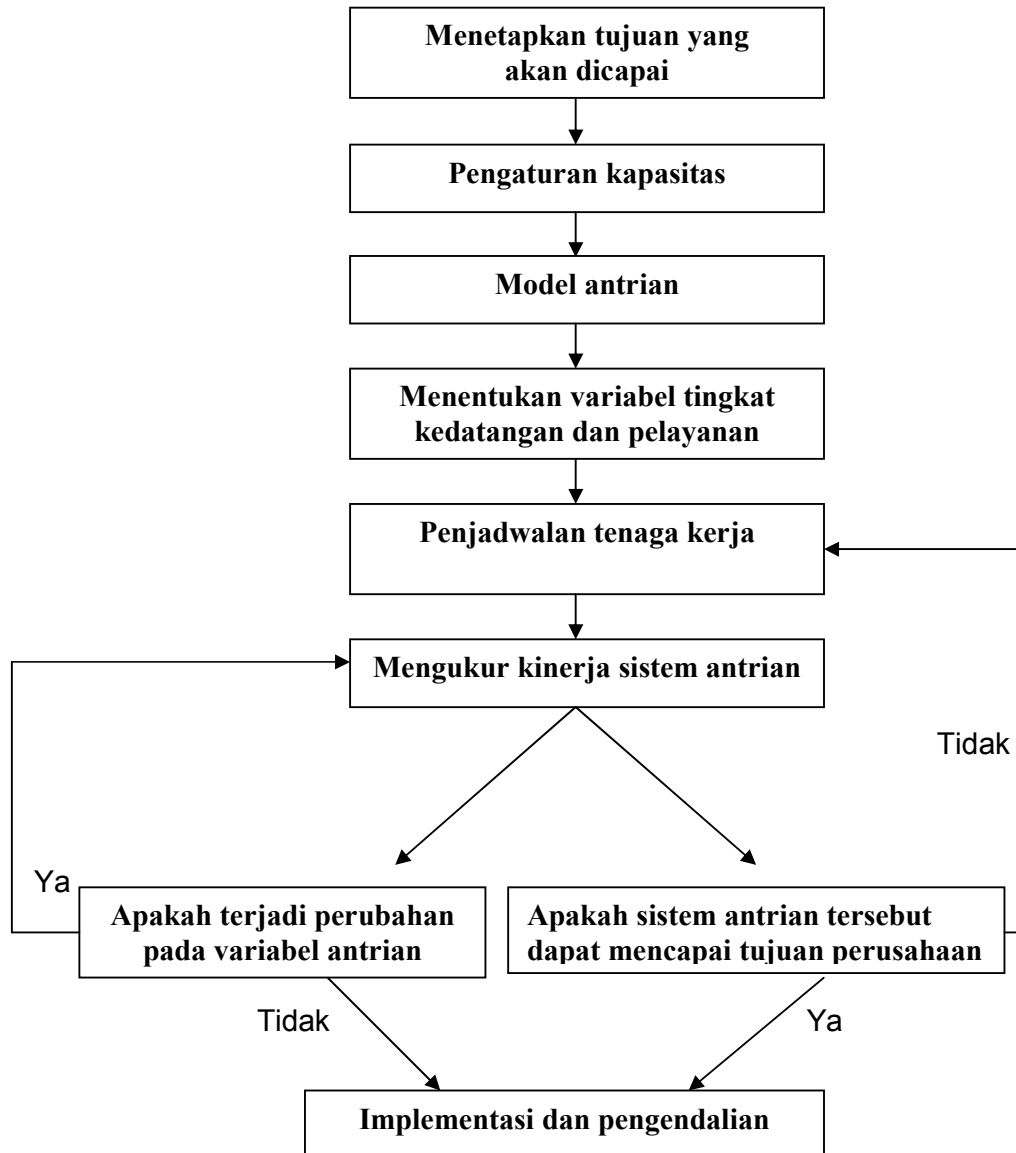 Menetapkan tujuan yang
akan dicapai
Pengaturan kapasitas
Model antrian
Menentukan variabel tingkat
kedatangan dan pelayanan
Penjadwalan tenaga kerja
Mengukur kinerja sistem antrian
Tidak
Ya
Apakah terjadi perubahan
pada variabel antrian
Apakah sistem antrian tersebut
dapat mencapai tujuan perusahaan
Tidak
Ya
Implementasi dan pengendalian